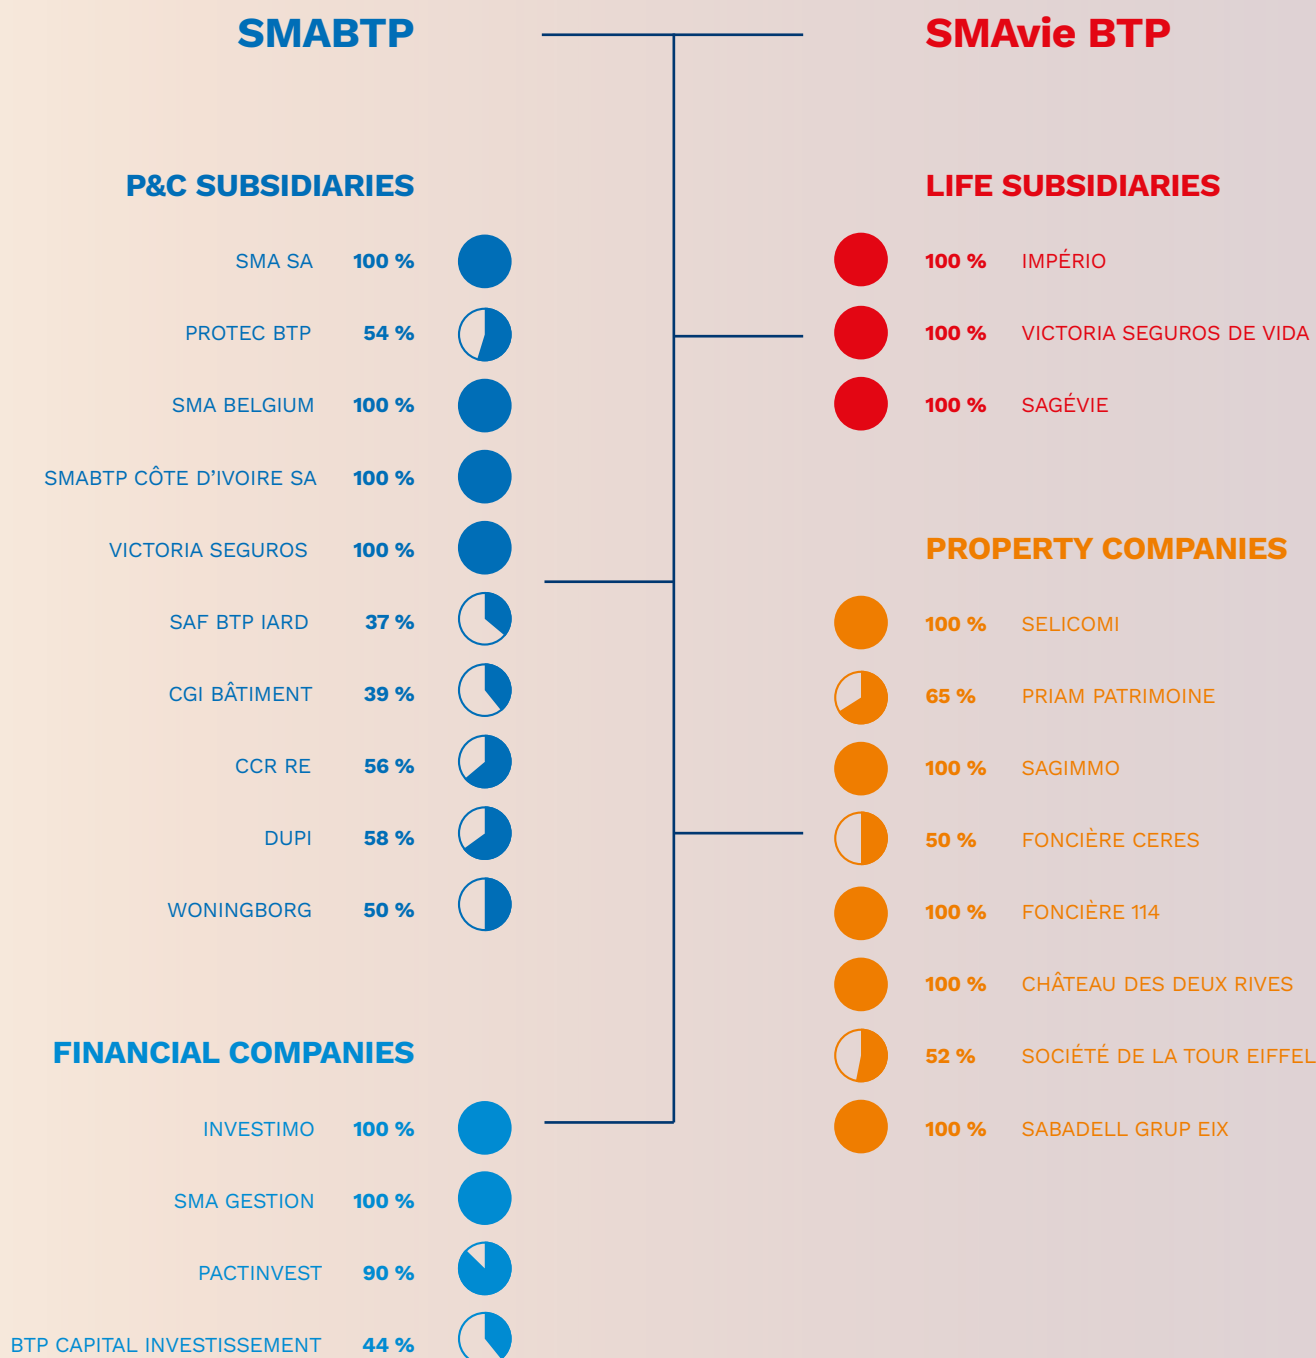 SMABTP
SMAvie BTP
P&C SUBSIDIARIES
SMA SA 100 %
PROTEC BTP 54 %
SMA BELGIUM 100 %
SMABTP CÔTE D’IVOIRE SA 100 %
VICTORIA SEGUROS 100 %
SAF BTP IARD 37 %
CGI BÂTIMENT 39 %
CCR RE 56 %
DUPI 58 %
WONINGBORG 50 %
FINANCIAL COMPANIES
INVESTIMO 100 %
SMA GESTION 100 %
PACTINVEST 90 %
BTP CAPITAL INVESTISSEMENT 44 %
LIFE SUBSIDIARIES
100 % IMPÉRIO
100 % VICTORIA SEGUROS DE VIDA
100 % SAGÉVIE
PROPERTY COMPANIES
100 % SELICOMI
65 % PRIAM PATRIMOINE
100 % SAGIMMO
50 % FONCIÈRE CERES
100 % FONCIÈRE 114
100 % CHÂTEAU DES DEUX RIVES
52 % SOCIÉTÉ DE LA TOUR EIFFEL
100 % SABADELL GRUP EIX